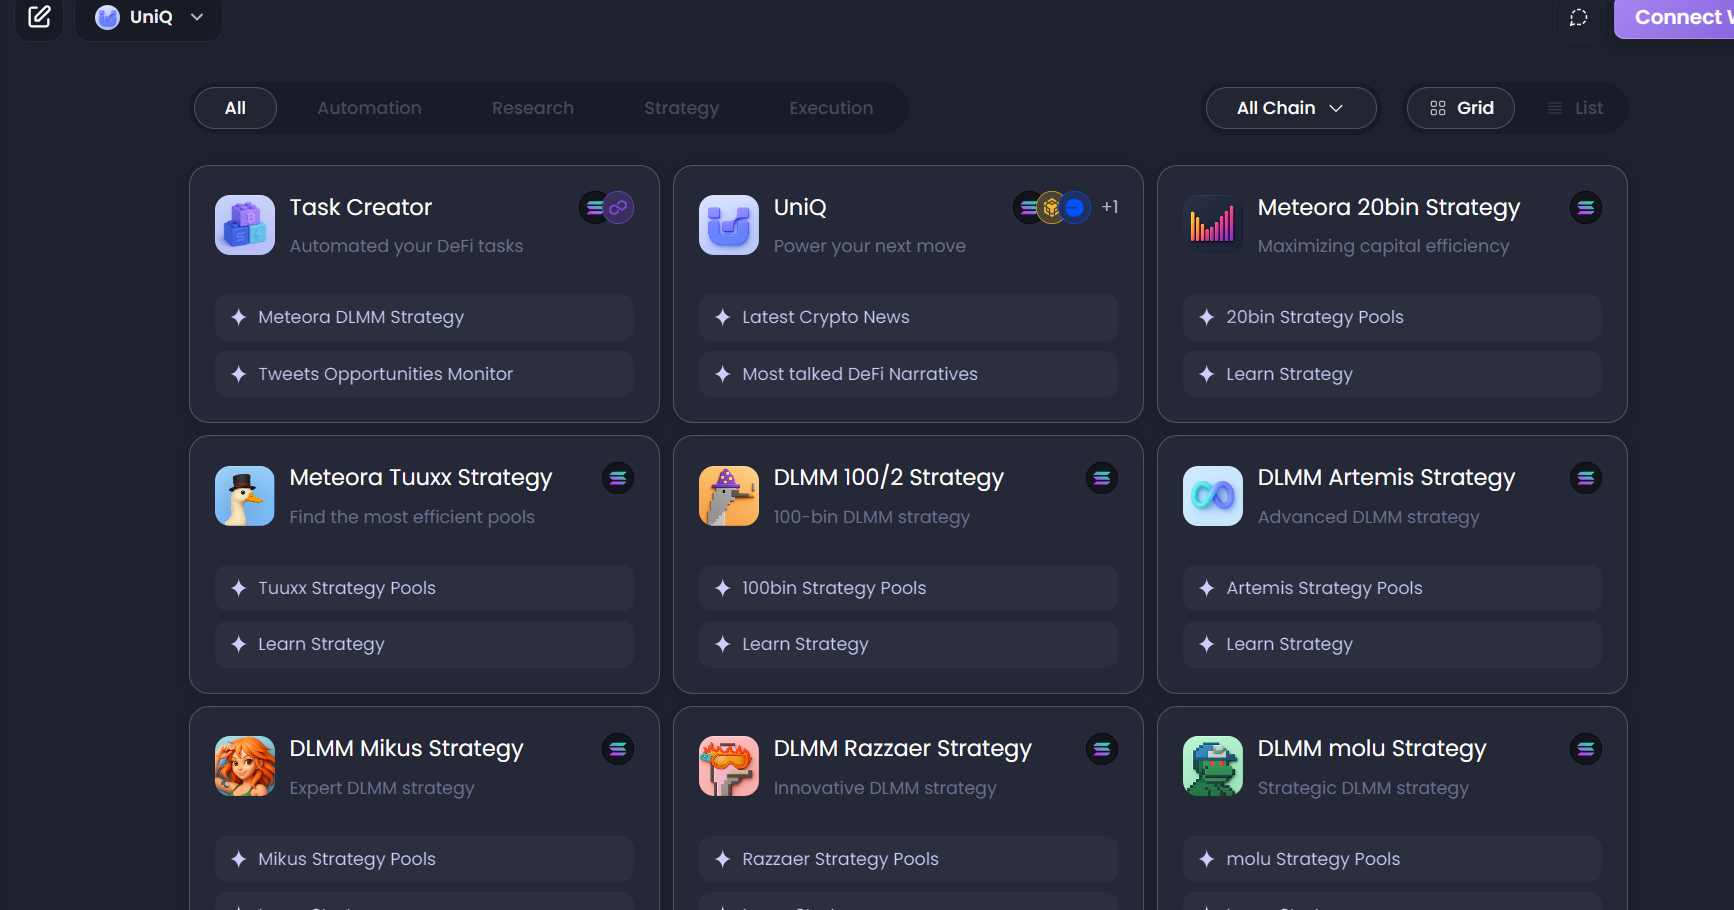 UniQ
Connect
All
Automation
Research
Strategy
Execution
All Chain
Grid
List
Task Creator
Automated your DeFi tasks
Meteora DLMM Strategy
Tweets Opportunities Monitor
UniQ
+1
Power your next move
Latest Crypto News
Most talked DeFi Narratives
Meteora 20bin Strategy
Maximizing capital efficiency
20bin Strategy Pools
Learn Strategy
Meteora Tuuxx Strategy
Find the most efficient pools
Tuuxx Strategy Pools
Learn Strategy
DLMM 100/2 Strategy
100-bin DLMM strategy
100bin Strategy Pools
Learn Strategy
DLMM Artemis Strategy
Advanced DLMM strategy
Artemis Strategy Pools
Learn Strategy
DLMM Mikus Strategy
Expert DLMM strategy
Mikus Strategy Pools
DLMM Razzaer Strategy
Innovative DLMM strategy
Razzaer Strategy Pools
DLMM molu Strategy
Strategic DLMM strategy
molu Strategy Pools